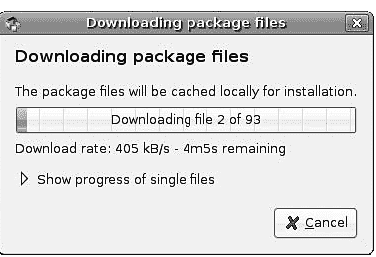 Downloading package files
Downloading package files
The package files will be cached locally for installation.
Downloading file 2 of 93
Download rate: 405 kB/s - 4m5s remaining
Show progress of single files
Cancel